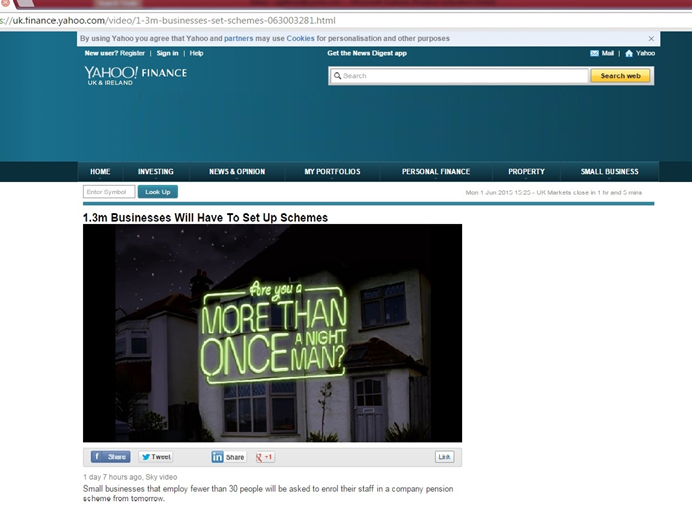 s://uk.finance.yahoo.com/video/1-3m-businesses-set-schemes-063003281.html
By using Yahoo you agree that Yahoo and partners may use Cookies for personalisation and other purposes
New user? Register | Sign in | Help
Get the News Digest app
Mail | Yahoo
YAHOO! FINANCE
UK & IRELAND
Search
Search web
HOME INVESTING NEWS & OPINION MY PORTFOLIOS PERSONAL FINANCE PROPERTY SMALL BUSINESS
Enter Symbol
Look Up
Mon 1 Jun 2015 15:25 - UK Markets close in 1 hr and 5 mins
1.3m Businesses Will Have To Set Up Schemes
Are you a
MORE THAN
ONCE A NIGHT
MAN?
f Share
Tweet
in Share
g +1
Link
1 day 7 hours ago, Sky video
Small businesses that employ fewer than 30 people will be asked to enrol their staff in a company pension
scheme from tomorrow.